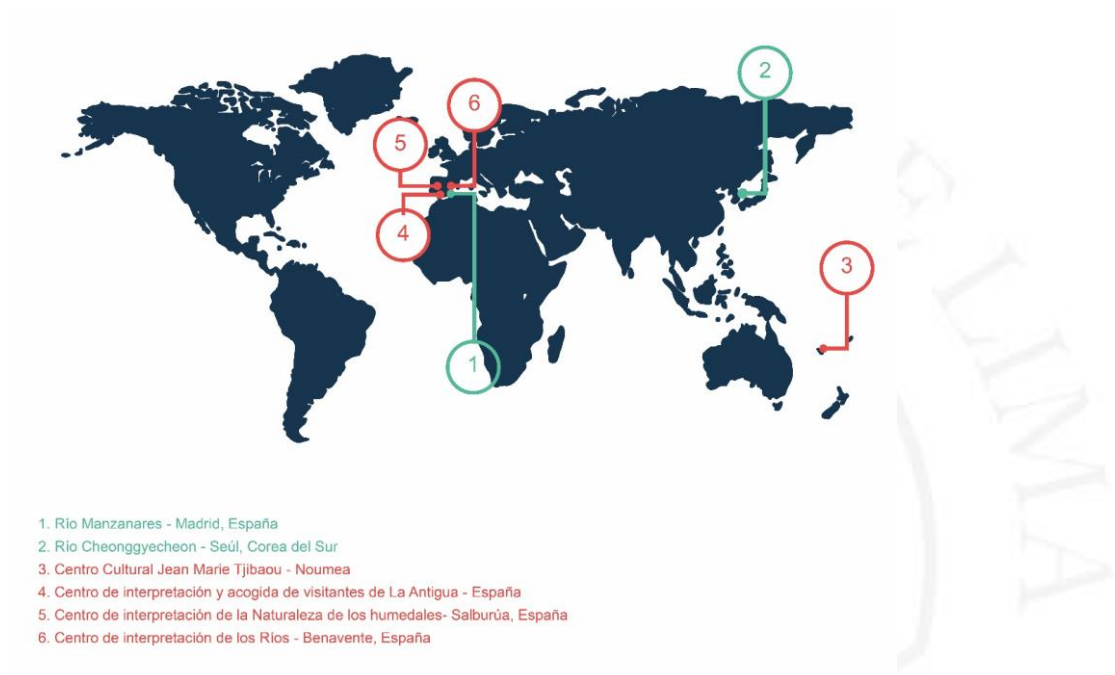 2
6
5
4
3
1
1. Río Manzanares - Madrid, España
2. Río Cheonggyecheon - Seúl, Corea del Sur
3. Centro Cultural Jean Marie Tjibaou - Noumea
4. Centro de interpretación y acogida de visitantes de La Antigua - España
5. Centro de interpretación de la Naturaleza de los humedales- Salburúa, España
6. Centro de interpretación de los Ríos - Benavente, España
LIMA